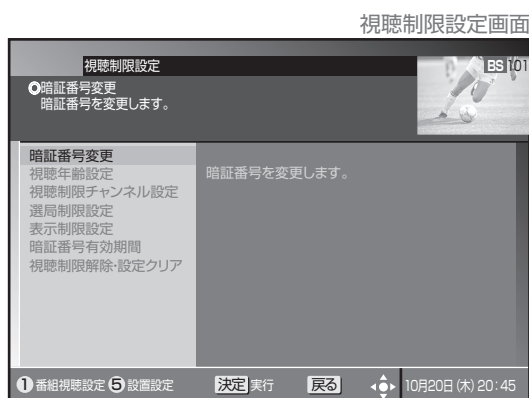 視聴制限設定画面
視聴制限設定
BS 101
暗証番号変更
暗証番号を変更します。
暗証番号変更
視聴年齢設定
視聴制限チャンネル設定
選局制限設定
表示制限設定
暗証番号有効期間
視聴制限解除・設定クリア
暗証番号を変更します。
1 番組視聴設定 5 設置設定 決定 実行 戻る 10月20日(木) 20:45